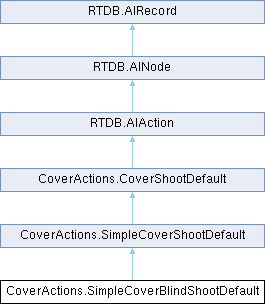 RTDB.AIRecord
RTDB.AINode
RTDB.AIAction
CoverActions.CoverShootDefault
CoverActions.SimpleCoverShootDefault
CoverActions.SimpleCoverBlindShootDefault